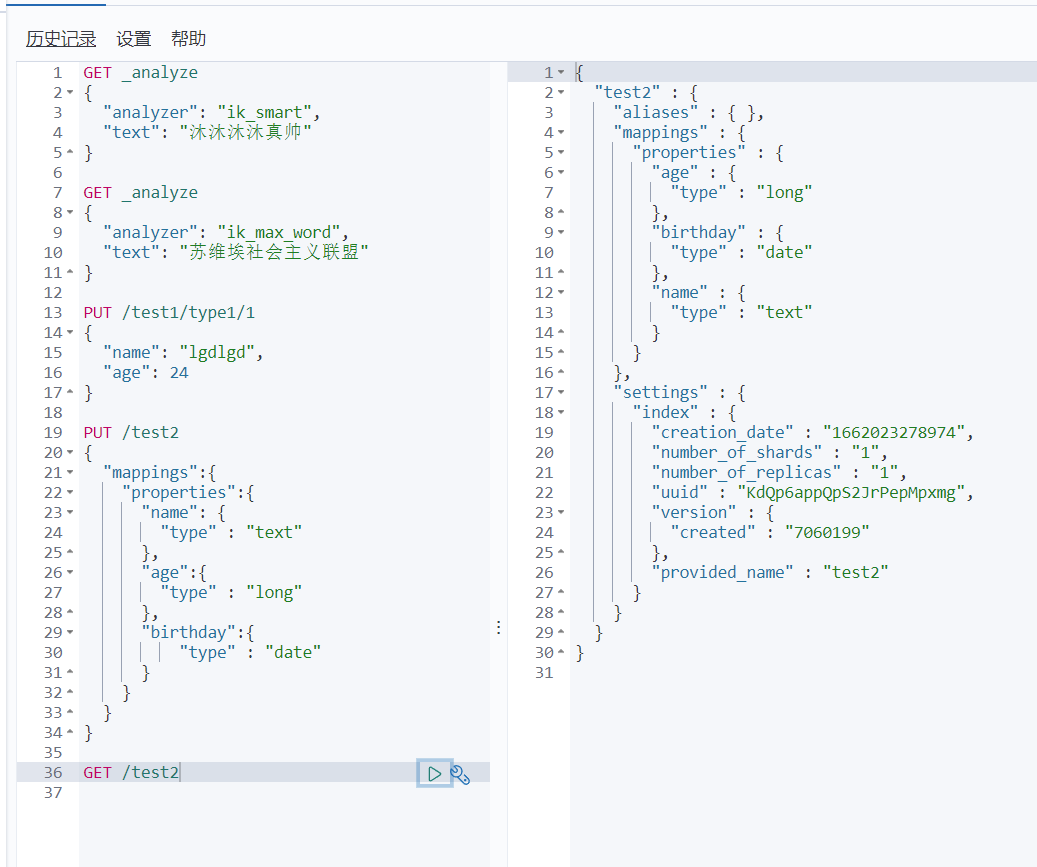 历史记录 设置 帮助
1 GET _analyze
2 {
3 "analyzer": "ik_smart",
4 "text": "沐沐沐沐真帅"
5 }
6
7 GET _analyze
8 {
9 "analyzer": "ik_max_word",
10 "text": "苏维埃社会主义联盟"
11 }
12
13 PUT /test1/type1/1
14 {
15 "name": "lgdlgd",
16 "age": 24
17 }
18
19 PUT /test2
20 {
21 "mappings":{
22 "properties":{
23 "name": {
24 "type" : "text"
25 },
26 "age":{
27 "type" : "long"
28 },
29 "birthday":{
30 "type" : "date"
31 }
32 }
33 }
34 }
35
36 GET /test2
37
1 {
2 "test2" : {
3 "aliases" : { },
4 "mappings" : {
5 "properties" : {
6 "age" : {
7 "type" : "long"
8 },
9 "birthday" : {
10 "type" : "date"
11 },
12 "name" : {
13 "type" : "text"
14 }
15 }
16 },
17 "settings" : {
18 "index" : {
19 "creation_date" : "1662023278974",
20 "number_of_shards" : "1",
21 "number_of_replicas" : "1",
22 "uuid" : "KdQp6appQpS2JrPepMpxmg",
23 "version" : {
24 "created" : "7060199"
25 },
26 "provided_name" : "test2"
27 }
28 }
29 }
30 }
31